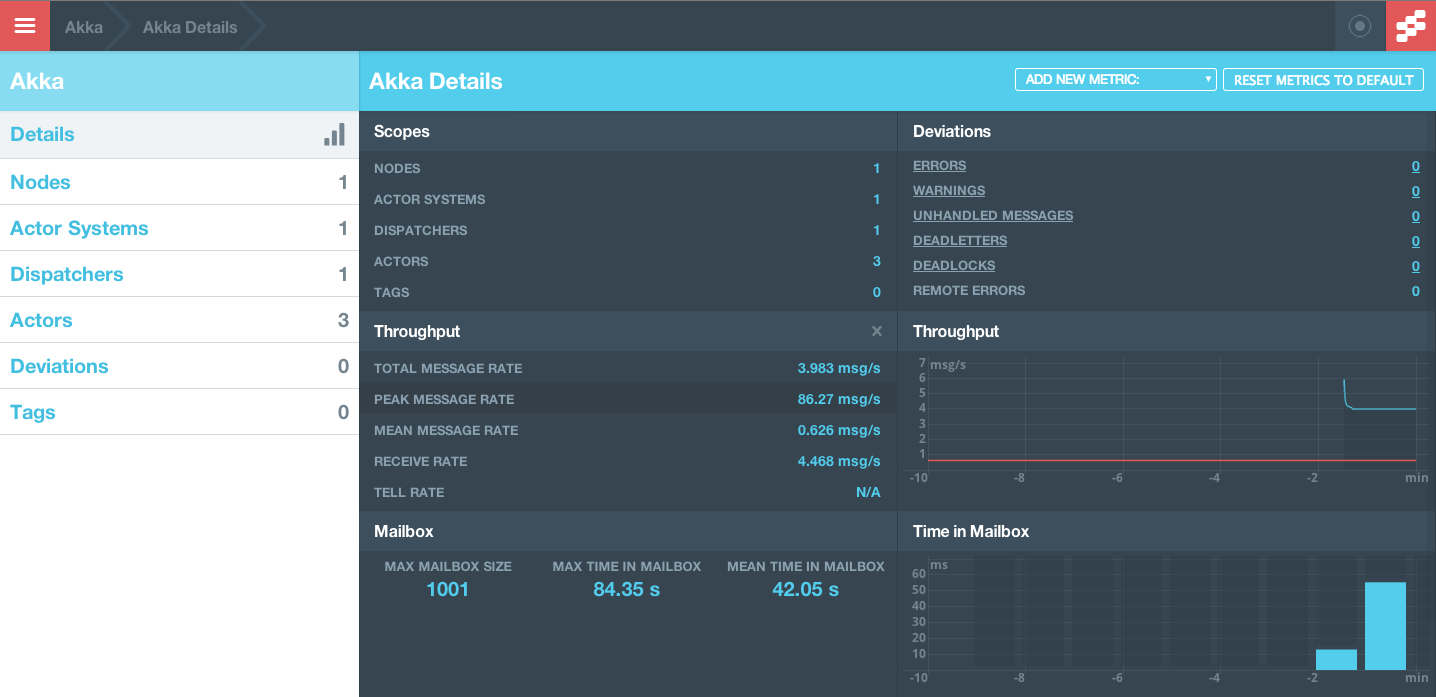 Akka
Akka Details
Akka
Akka Details
ADD NEW METRIC:
RESET METRICS TO DEFAULT
Details
Nodes 1
Actor Systems 1
Dispatchers 1
Actors 3
Deviations 0
Tags 0
Scopes
NODES 1
ACTOR SYSTEMS 1
DISPATCHERS 1
ACTORS 3
TAGS 0
Deviations
ERRORS 0
WARNINGS 0
UNHANDLED MESSAGES 0
DEADLETTERS 0
DEADLOCKS 0
REMOTE ERRORS 0
Throughput
TOTAL MESSAGE RATE 3.983 msg/s
PEAK MESSAGE RATE 86.27 msg/s
MEAN MESSAGE RATE 0.626 msg/s
RECEIVE RATE 4.468 msg/s
TELL RATE N/A
Throughput
7 msg/s
6
5
4
3
2
1
-10 -8 -6 -4 -2 min
Mailbox
MAX MAILBOX SIZE MAX TIME IN MAILBOX MEAN TIME IN MAILBOX
1001 84.35 s 42.05 s
Time in Mailbox
ms
60
50
40
30
20
10
-10 -8 -6 -4 -2 min